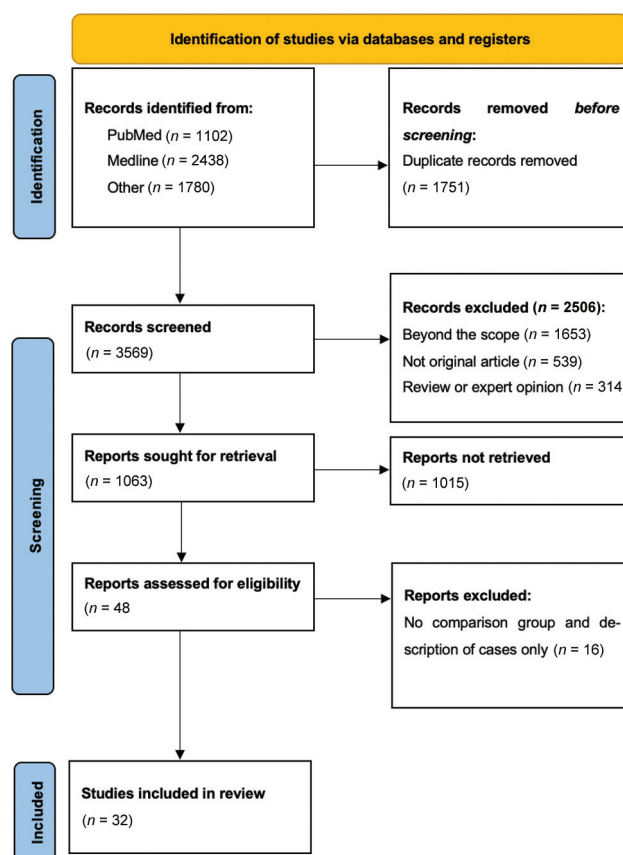 Identification of studies via databases and registers
Identification
Records identified from:
PubMed (n = 1102)
Medline (n = 2438)
Other (n = 1780)
Records removed before
screening:
Duplicate records removed
(n = 1751)
Screening
Records screened
(n = 3569)
Records excluded (n = 2506):
Beyond the scope (n = 1653)
Not original article (n = 539)
Review or expert opinion (n = 314
Reports sought for retrieval
(n = 1063)
Reports not retrieved
(n = 1015)
Reports assessed for eligibility
(n = 48
Reports excluded:
No comparison group and de-
scription of cases only (n = 16)
Included
Studies included in review
(n = 32)